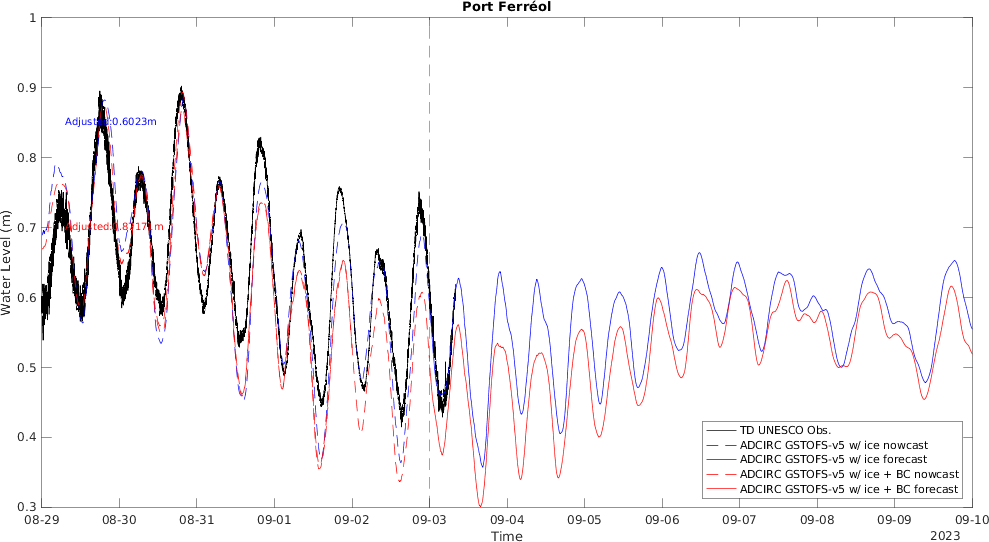 Port Ferréol
1
0.9
0.8
0.7
0.6
0.5
0.4
0.3
Water Level (m)
Adjusted:0.6023m
TD UNESCO Obs.
ADCIRC GSTOFS-v5 w/ ice nowcast
ADCIRC GSTOFS-v5 w/ ice forecast
ADCIRC GSTOFS-v5 w/ ice + BC nowcast
ADCIRC GSTOFS-v5 w/ ice + BC forecast
08-29 08-30 08-31 09-01 09-02 09-03 09-04 09-05 09-06 09-07 09-08 09-09 09-10
Time
2023